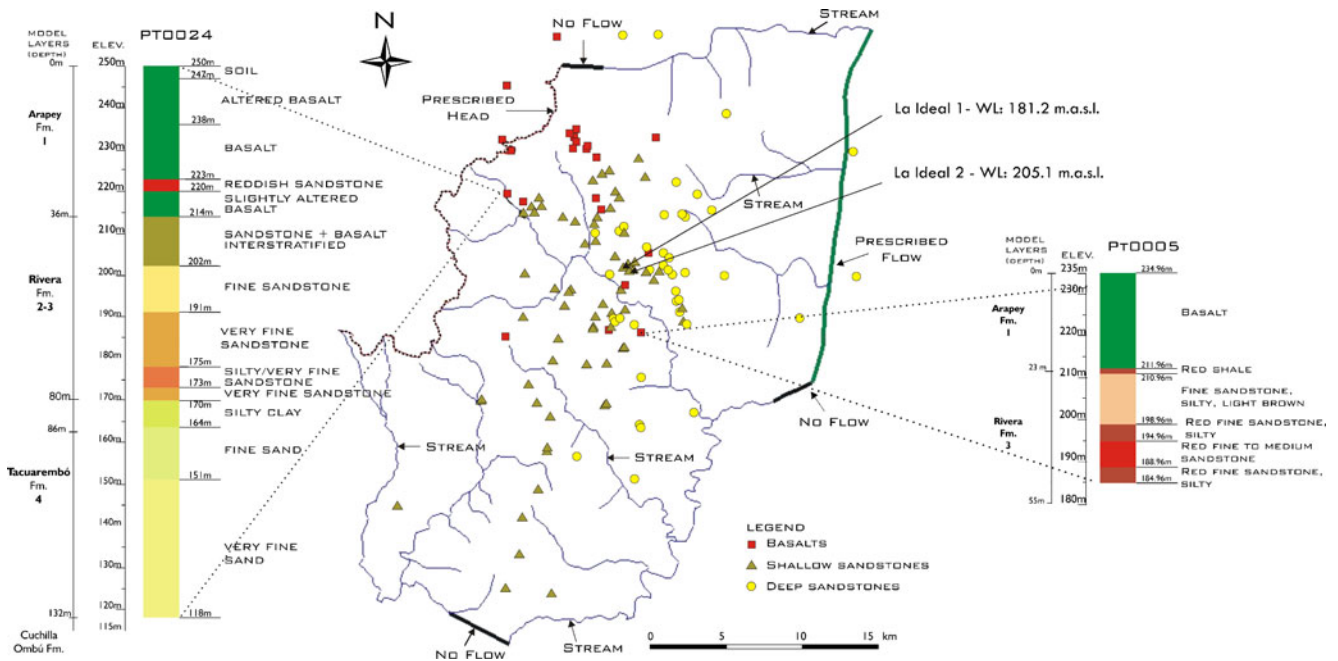 MODEL
LAYERS
(DEPTH)
0m
Arapey
Fm.
1
36m
Rivera
Fm.
2-3
80m
86m
Tacuarembó
Fm.
4
132m
Cuchilla
Ombú Fm.
ELEV.
250m
240m
230m
220m
210m
200m
190m
180m
170m
160m
150m
140m
130m
120m
115m
PT0024
250m
247m
238m
223m
220m
214m
202m
191m
175m
173m
170m
164m
151m
118m
SOIL
ALTERED BASALT
BASALT
REDDISH SANDSTONE
SLIGHTLY ALTERED
BASALT
SANDSTONE + BASALT
INTERSTRATIFIED
FINE SANDSTONE
VERY FINE
SANDSTONE
SILTY/VERY FINE
SANDSTONE
VERY FINE SANDSTONE
SILTY CLAY
FINE SAND
VERY FINE
SAND
N
NO FLOW
STREAM
PRESCRIBED
HEAD
La Ideal 1- WL: 181.2 m.a.s.l.
La Ideal 2 - WL: 205.1 m.a.s.l.
STREAM
PRESCRIBED
FLOW
NO FLOW
STREAM
STREAM
NO FLOW
STREAM
LEGEND
BASALTS
SHALLOW SANDSTONES
DEEP SANDSTONES
0 5 10 15 km
MODEL
LAYERS
(DEPTH)
0m
Arapey
Fm.
1
23 m
Rivera
Fm.
3
55m
ELEV.
235m
230m
220m
210m
200m
190m
180m
PT0005
234.96m
211.96m
210.96m
198.96m
194.96m
188.96m
184.96m
BASALT
RED SHALE
FINE SANDSTONE,
SILTY, LIGHT BROWN
RED FINE SANDSTONE,
SILTY
RED FINE TO MEDIUM
SANDSTONE
RED FINE SANDSTONE,
SILTY